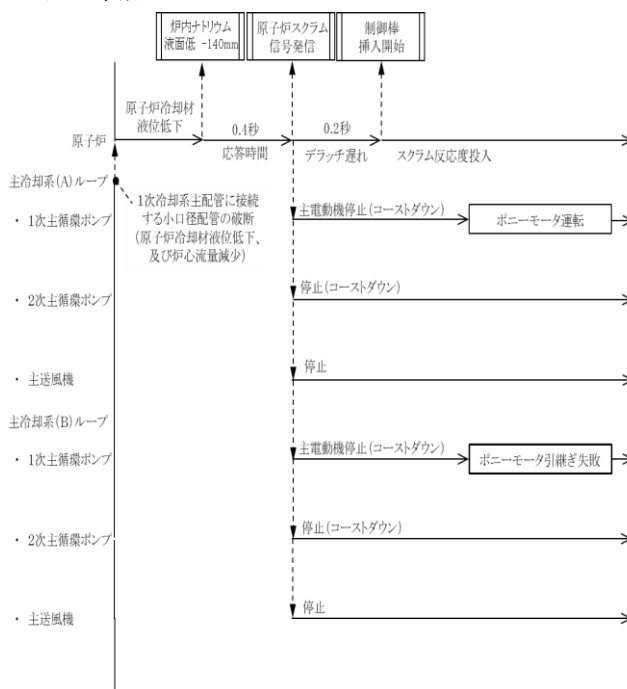 炉内ナトリウム
液面低 -140mm
原子炉スクラム
信号発信
制御棒
挿入開始
原子炉冷却材
液位低下
0.4秒
0.2秒
原子炉
応答時間
デラッチ遅れ
スクラム反応度投入
主冷却系(A)ループ
・ 1次主循環ポンプ
1次冷却系主配管に接続
する小口径配管の破断
(原子炉冷却材液位低下、
及び炉心流量減少)
主電動機停止(コーストダウン)
ポニーモータ運転
・ 2次主循環ポンプ
停止(コーストダウン)
・ 主送風機
停止
主冷却系(B)ループ
・ 1次主循環ポンプ
主電動機停止(コーストダウン)
ポニーモータ引継ぎ失敗
・ 2次主循環ポンプ
停止(コーストダウン)
・ 主送風機
停止